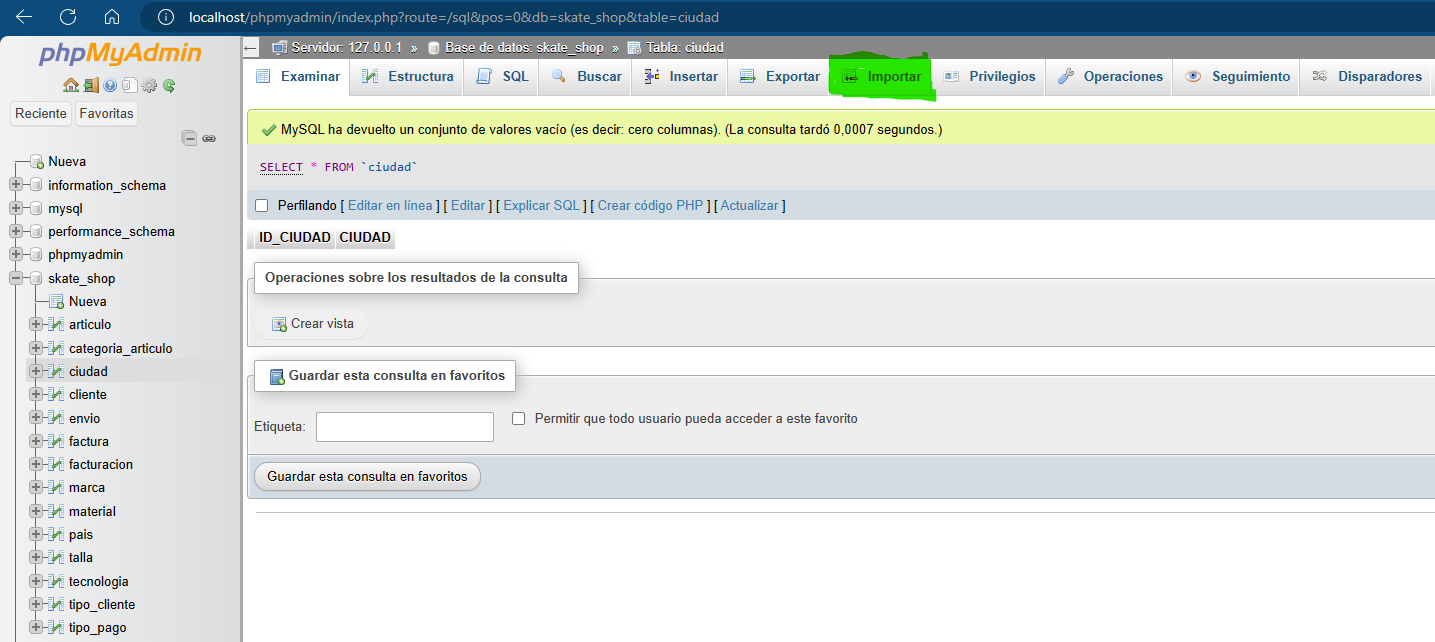 localhost/phpmyadmin/index.php?route=/sql&pos=0&db=skate_shop&table=ciudad
phpMyAdmin
Reciente Favoritas
Nueva
information_schema
mysql
performance_schema
phpmyadmin
skate_shop
Nueva
articulo
categoria_articulo
ciudad
cliente
envio
factura
facturacion
marca
material
pais
talla
tecnologia
tipo_cliente
tipo_pago
Servidor: 127.0.0.1 » Base de datos: skate_shop » Tabla: ciudad
Examinar Estructura SQL Buscar Insertar Exportar Importar Privilegios Operaciones Seguimiento Disparadores
MySQL ha devuelto un conjunto de valores vacío (es decir: cero columnas). (La consulta tardó 0,0007 segundos.)
SELECT * FROM `ciudad`
Perfilando [ Editar en línea ] [ Editar ] [ Explicar SQL ] [ Crear código PHP ] [ Actualizar ]
ID_CIUDAD CIUDAD
Operaciones sobre los resultados de la consulta
Crear vista
Guardar esta consulta en favoritos
Etiqueta: Permitir que todo usuario pueda acceder a este favorito
Guardar esta consulta en favoritos